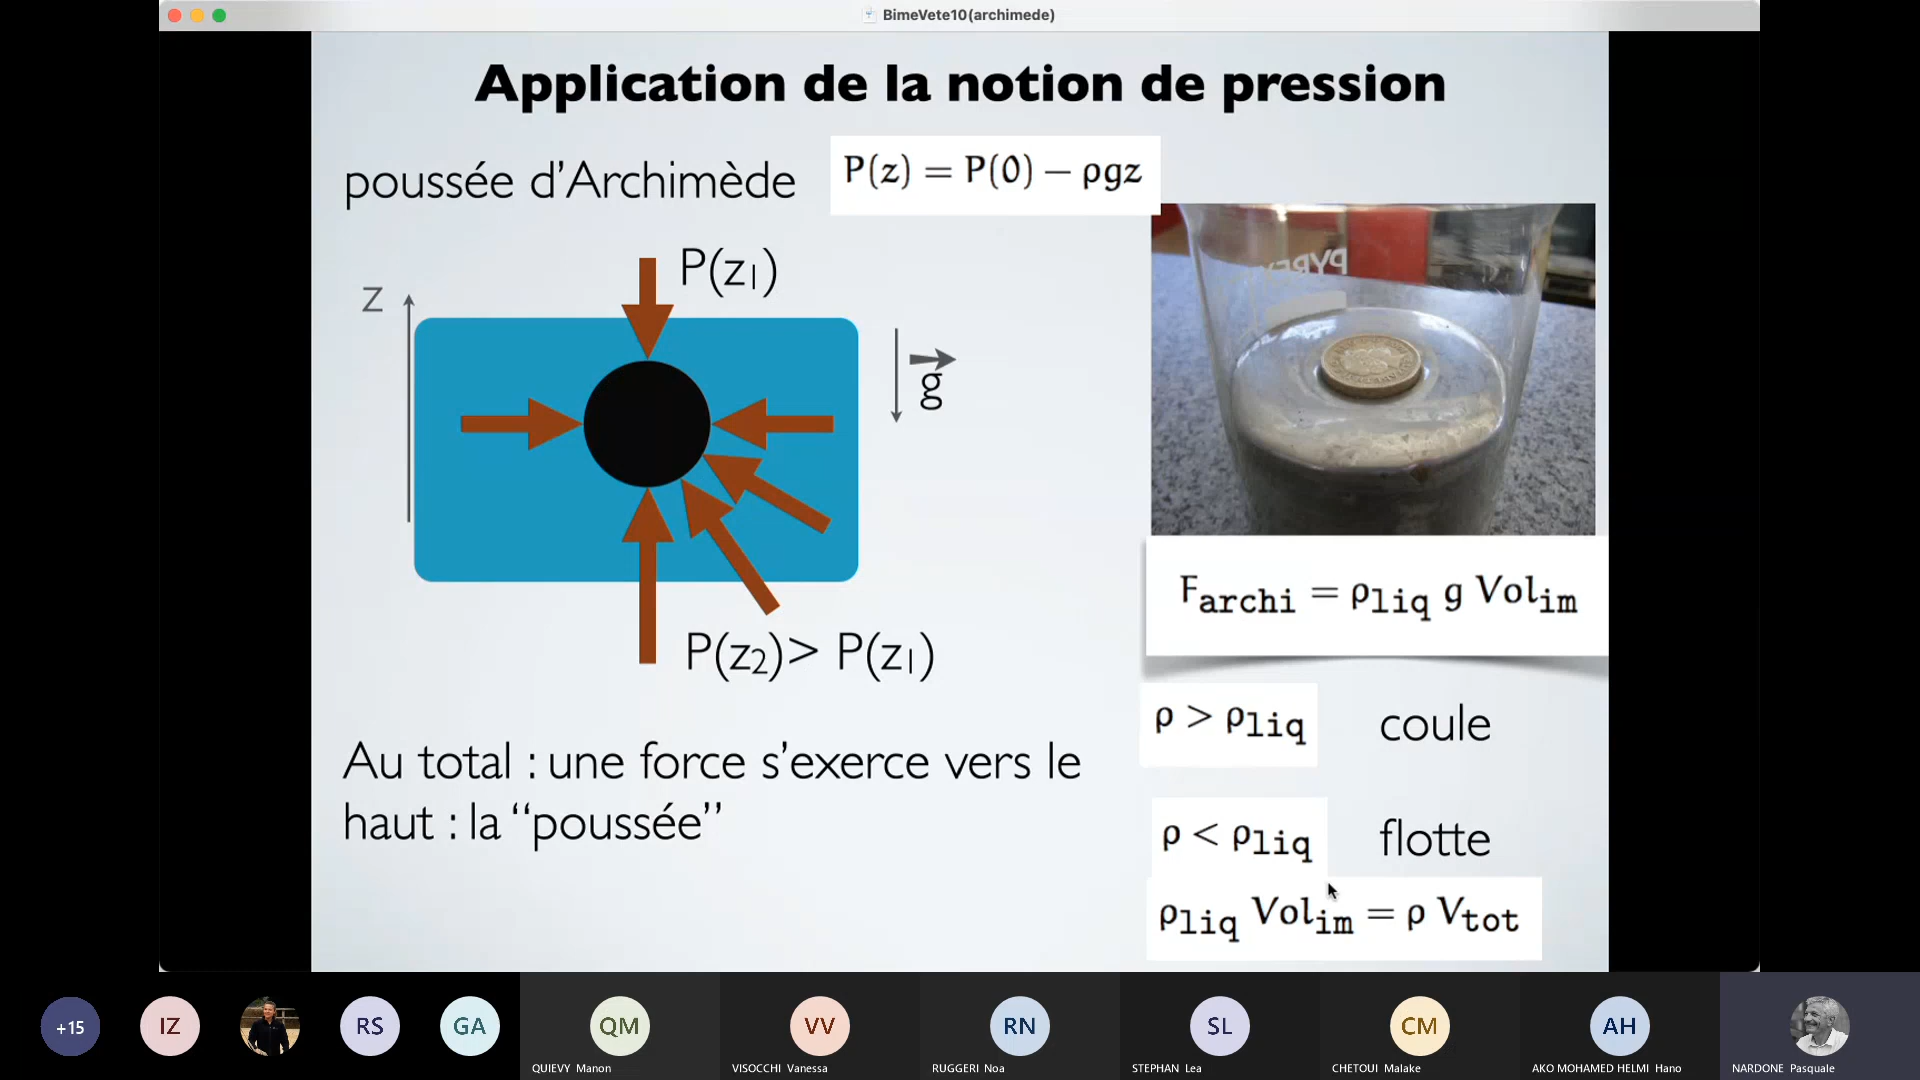 BimeVete10(archimede)
Application de la notion de pression
poussée d'Archimède
P(z) = P(0) − ρgz
P(z1)
z
g
PYREX
P(z2)> P(z1)
Farchi = ρliq g Volim
ρ > ρliq coule
Au total : une force s'exerce vers le
haut : la “poussée”
ρ < ρliq flotte
ρliq Volim = ρ Vtot
+15
IZ
RS
GA
QM
VV
RN
SL
CM
AH
QUIEVY Manon
VISOCCHI Vanessa
RUGGERI Noa
STEPHAN Lea
CHETOUI Malake
AKO MOHAMED HELMI Hano
NARDONE Pasquale